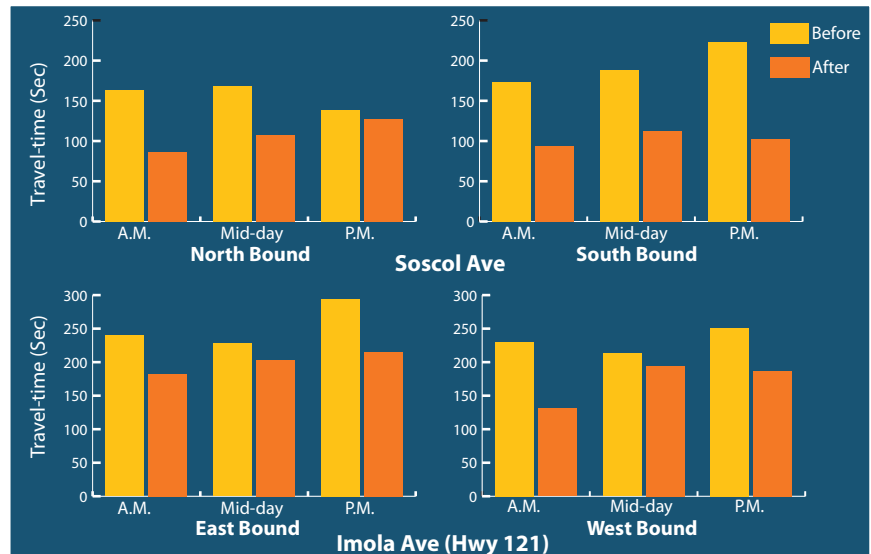 250
200
150
100
50
0
Travel-time (Sec)
A.M. Mid-day P.M.
North Bound
250
200
150
100
50
0
A.M. Mid-day P.M.
South Bound
Before
After
Soscol Ave
300
250
200
150
100
50
0
Travel-time (Sec)
A.M. Mid-day P.M.
East Bound
300
250
200
150
100
50
0
A.M. Mid-day P.M.
West Bound
Imola Ave (Hwy 121)